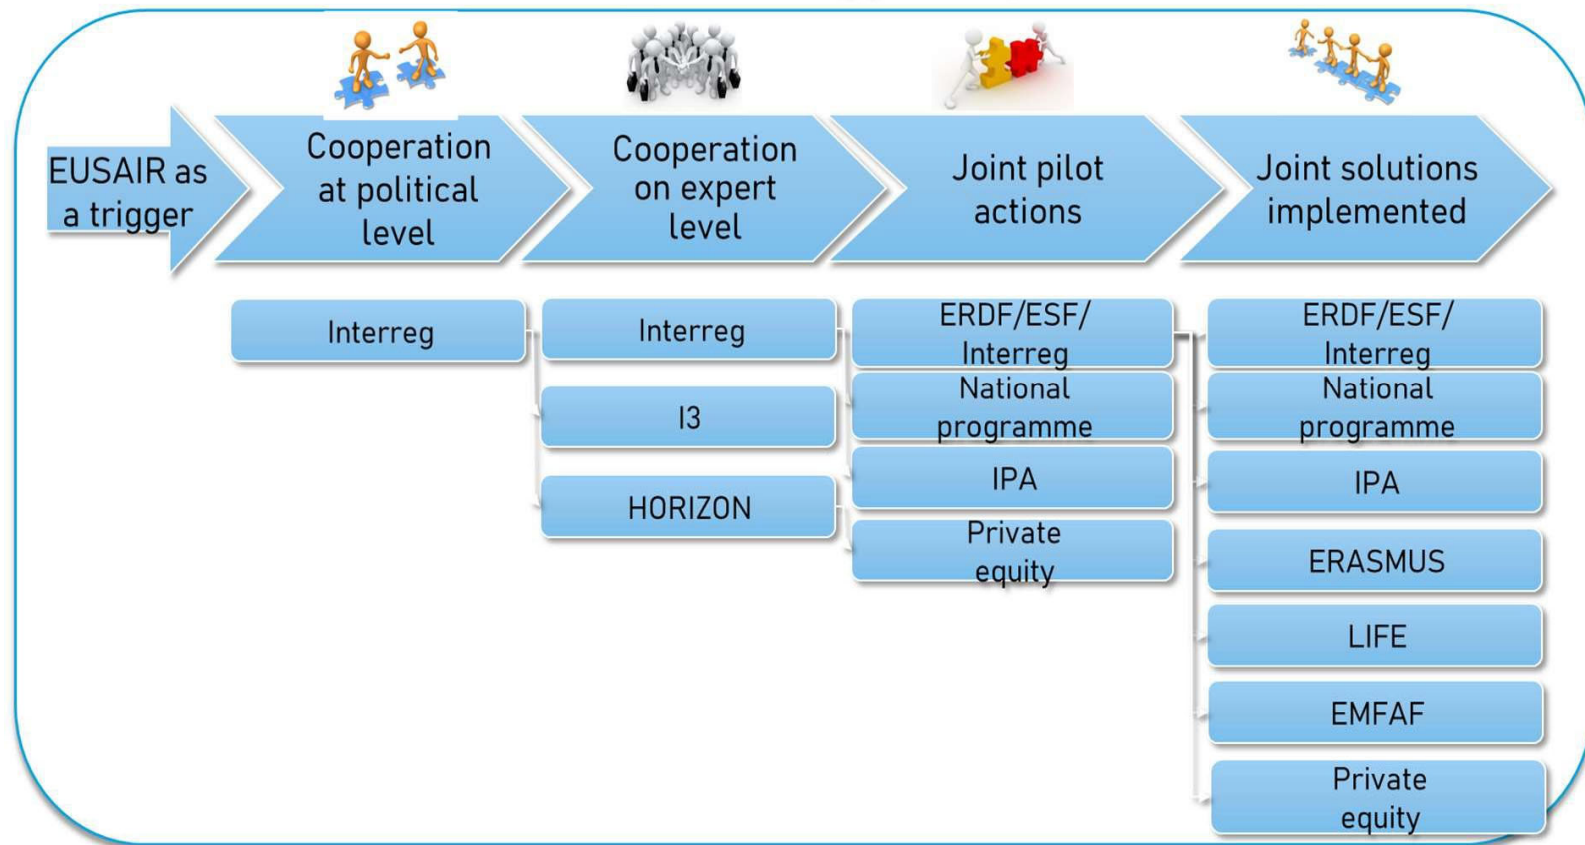 EUSAIR as
a trigger
Cooperation
at political
level
Cooperation
on expert
level
Joint pilot
actions
Joint solutions
implemented
Interreg
Interreg
I3
HORIZON
ERDF/ESF/
Interreg
National
programme
IPA
Private
equity
ERDF/ESF/
Interreg
National
programme
IPA
ERASMUS
LIFE
EMFAF
Private
equity